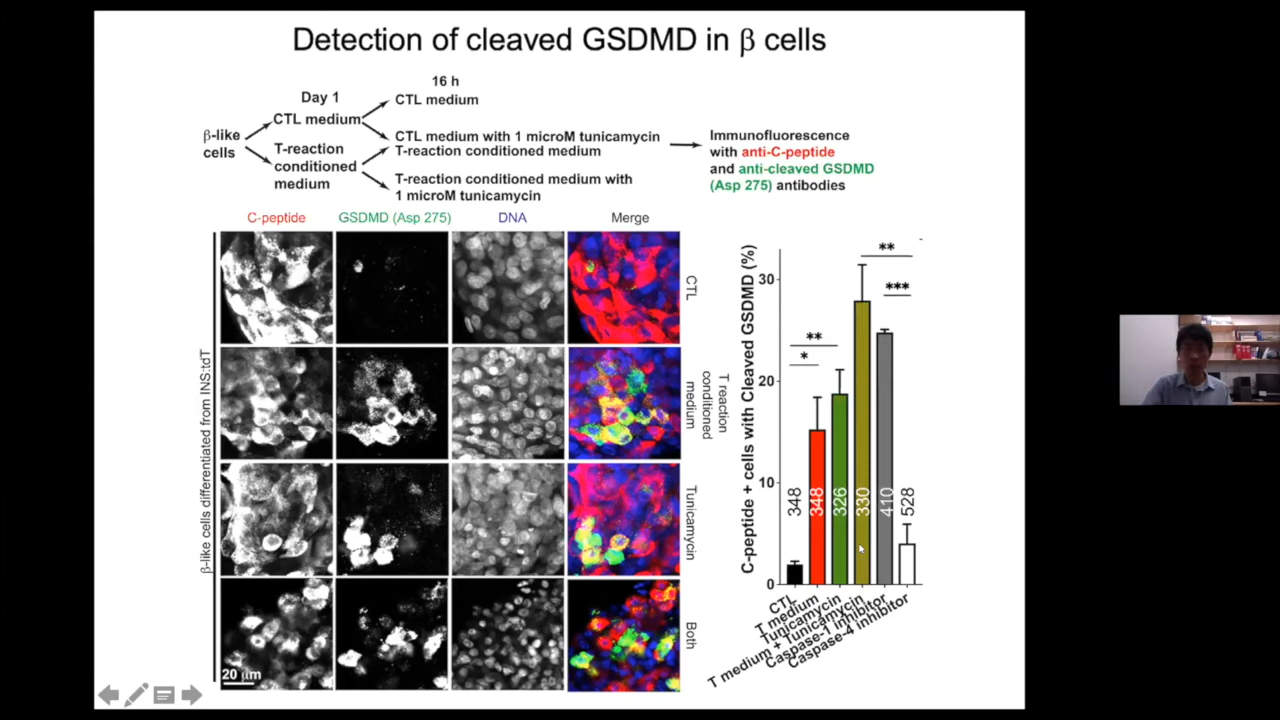 Detection of cleaved GSDMD in β cells
16 h
Day 1
CTL medium
CTL medium
β-like
cells
CTL medium with 1 microM tunicamycin
T-reaction
conditioned
medium
T-reaction conditioned medium
T-reaction conditioned medium with
1 microM tunicamycin
Immunofluorescence
with anti-C-peptide
and anti-cleaved GSDMD
(Asp 275) antibodies
C-peptide
GSDMD (Asp 275)
DNA
Merge
β-like cells differentiated from INS:tdT
CTL
T reaction
conditioned
medium
Tunicamycin
Both
20 μm
C-peptide + cells with Cleaved GSDMD (%)
30
20
10
0
**
***
**
*
348
348
326
330
410
528
CTL
T medium
Tunicamycin
T medium + Tunicamycin
Caspase-1 inhibitor
Caspase-4 inhibitor